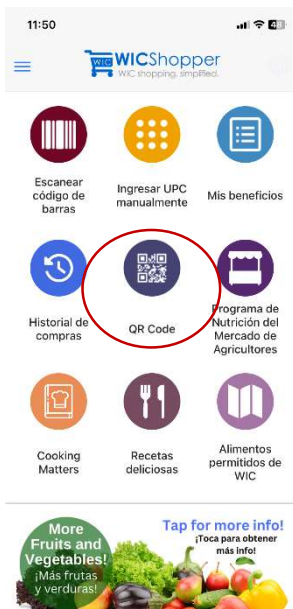 11:50
WIC WICShopper
WIC shopping, simplified.
Escanear
código de
barras
Ingresar UPC
manualmente
Mis beneficios
Historial de
compras
QR Code
Programa de
Nutrición del
Mercado de
Agricultores
Cooking
Matters
Recetas
deliciosas
Alimentos
permitidos de
WIC
More
Fruits and
Vegetables!
¡Más frutas
y verduras!
Tap for more info!
¡Toca para obtener
más info!